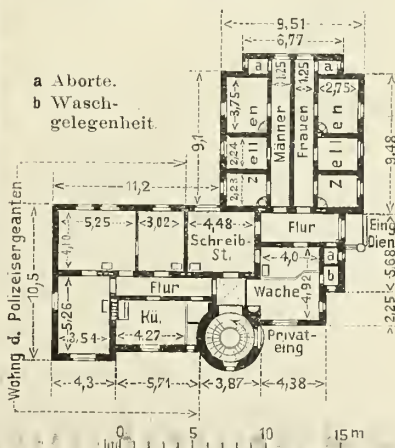 9,51
6,77
a Aborte.
b Wasch-
gelegenheit.
a
1,25
1,25
a
3,75
2,75
Zellen
Männer
Frauen
Zellen
9,1
9,48
2,24
2,23
11,2
5,25
3,02
4,48
Schreib-
St.
Flur
Eing
Dien
4,10
4,0
a
b
5,68
Wohng d. Polizeisergeanten
10,5
Flur
Wache
4,92
2,25
5,26
3,54
Kü.
4,27
Privat-
eing
4,3
5,71
3,87
4,38
0
5
10
15 m